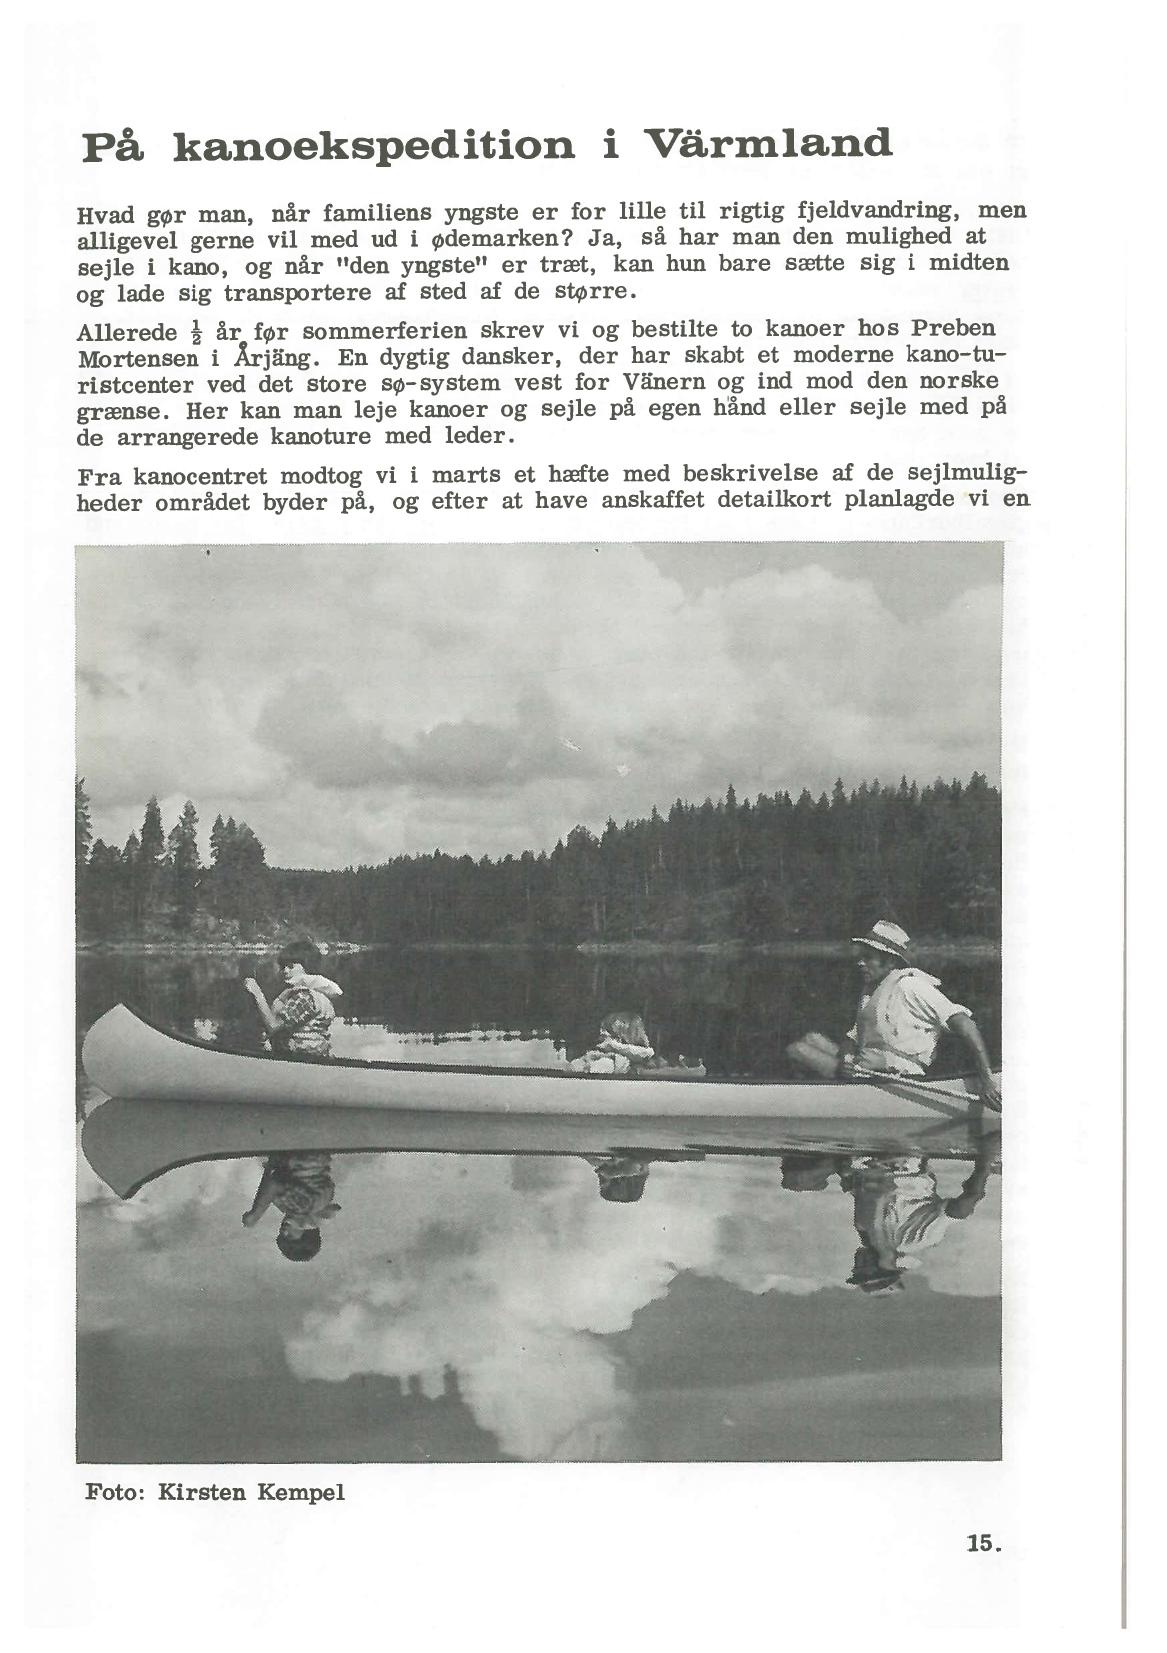 På kanoekspedition i Värmland
Hvad gør man, når familiens yngste er for lille til rigtig fjeldvandring, men
alligevel gerne vil med ud i ødemarken? Ja, så har man den mulighed at
sejle i kano, og når "den yngste" er træt, kan hun bare sætte sig i midten
og lade sig transportere af sted af de større.
Allerede ½ år før sommerferien skrev vi og bestilte to kanoer hos Preben
Mortensen i Årjäng. En dygtig dansker, der har skabt et moderne kano-tu-
ristcenter ved det store sø-system vest for Vänern og ind mod den norske
grænse. Her kan man leje kanoer og sejle på egen hånd eller sejle med på
de arrangerede kanoture med leder.
Fra kanocentret modtog vi i marts et hæfte med beskrivelse af de sejlmulig-
heder området byder på, og efter at have anskaffet detailkort planlagde vi en
Foto: Kirsten Kempel
15.